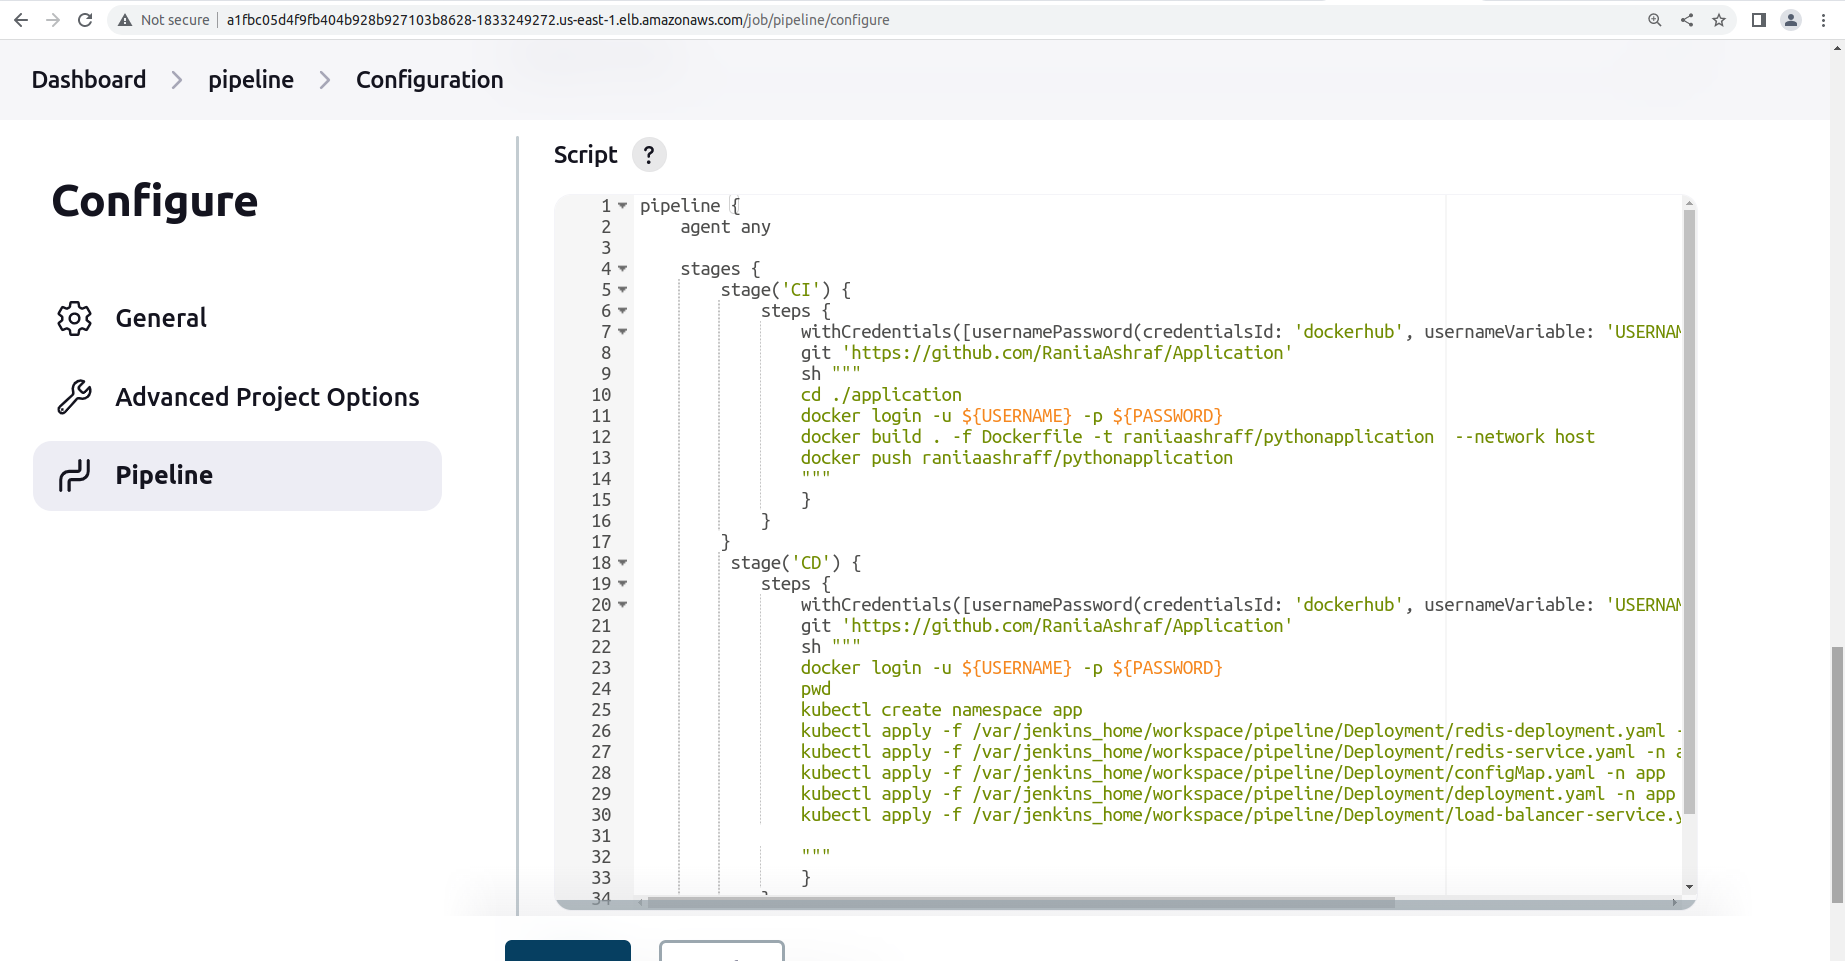 Not secure
a1fbc05d4f9fb404b928b927103b8628-1833249272.us-east-1.elb.amazonaws.com/job/pipeline/configure
Dashboard > pipeline > Configuration
Configure
General
Advanced Project Options
Pipeline
Script ?
1 pipeline {
2 agent any
3
4 stages {
5 stage('CI') {
6 steps {
7 withCredentials([usernamePassword(credentialsId: 'dockerhub', usernameVariable: 'USERNAM
8 git 'https://github.com/RaniiaAshraf/Application'
9 sh """
10 cd ./application
11 docker login -u ${USERNAME} -p ${PASSWORD}
12 docker build . -f Dockerfile -t raniiaashraff/pythonapplication  --network host
13 docker push raniiaashraff/pythonapplication
14 """
15 }
16 }
17 }
18 stage('CD') {
19 steps {
20 withCredentials([usernamePassword(credentialsId: 'dockerhub', usernameVariable: 'USERNAM
21 git 'https://github.com/RaniiaAshraf/Application'
22 sh """
23 docker login -u ${USERNAME} -p ${PASSWORD}
24 pwd
25 kubectl create namespace app
26 kubectl apply -f /var/jenkins_home/workspace/pipeline/Deployment/redis-deployment.yaml -
27 kubectl apply -f /var/jenkins_home/workspace/pipeline/Deployment/redis-service.yaml -n a
28 kubectl apply -f /var/jenkins_home/workspace/pipeline/Deployment/configMap.yaml -n app
29 kubectl apply -f /var/jenkins_home/workspace/pipeline/Deployment/deployment.yaml -n app
30 kubectl apply -f /var/jenkins_home/workspace/pipeline/Deployment/load-balancer-service.y
31
32 """
33 }
34 }